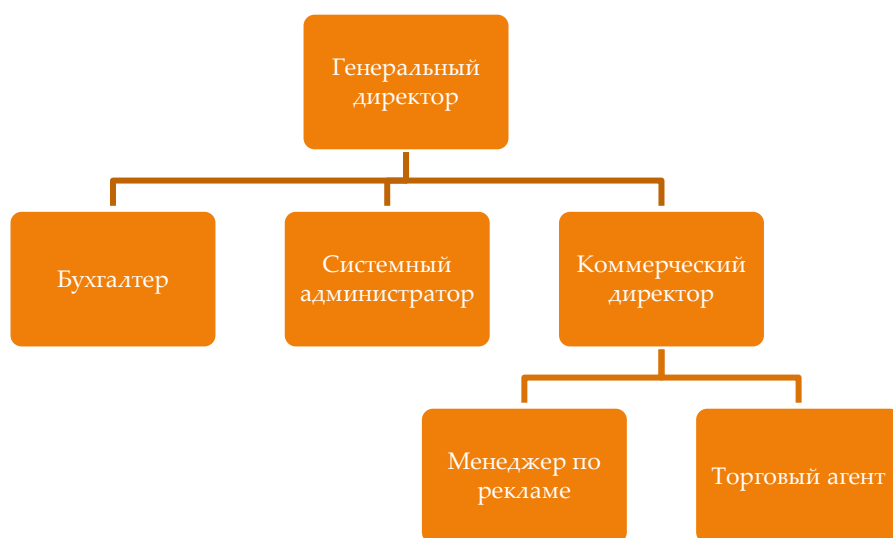 Генеральный
директор
Бухгалтер
Системный
администратор
Коммерческий
директор
Менеджер по
рекламе
Торговый агент